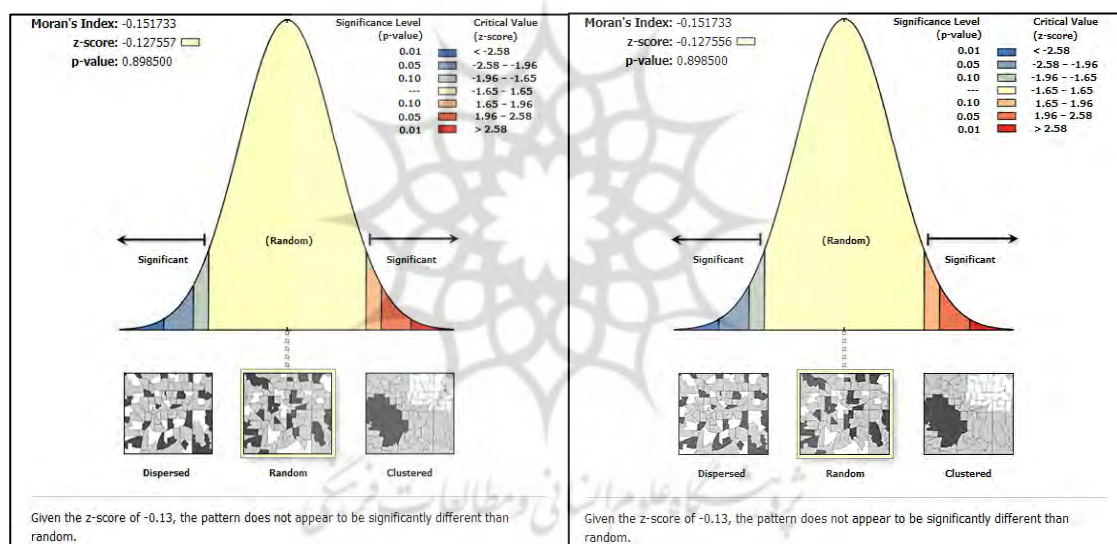 Moran's Index: -0.151733
z-score: -0.127557
p-value: 0.898500
Significance Level
(p-value)
Critical Value
(z-score)
0.01 < -2.58
0.05 -2.58 – -1.96
0.10 -1.96 – -1.65
--- -1.65 – 1.65
0.10 1.65 – 1.96
0.05 1.96 – 2.58
0.01 > 2.58
(Random)
Significant
Significant
Dispersed
Random
Clustered
Given the z-score of -0.13, the pattern does not appear to be significantly different than
random.
Moran's Index: -0.151733
z-score: -0.127556
p-value: 0.898500
Significance Level
(p-value)
Critical Value
(z-score)
0.01 < -2.58
0.05 -2.58 – -1.96
0.10 -1.96 – -1.65
--- -1.65 – 1.65
0.10 1.65 – 1.96
0.05 1.96 – 2.58
0.01 > 2.58
(Random)
Significant
Significant
Dispersed
Random
Clustered
Given the z-score of -0.13, the pattern does not appear to be significantly different than
random.
پژوهشگاه علوم انسانی و مطالعات فرهنگی